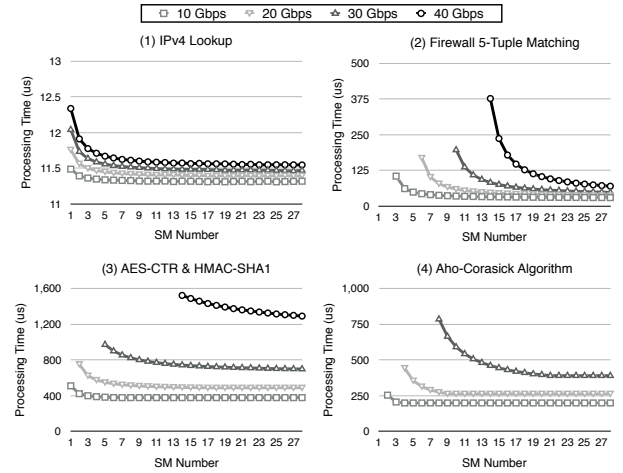 10 Gbps 20 Gbps 30 Gbps 40 Gbps
(1) IPv4 Lookup
Processing Time (us)
13
12.5
12
11.5
11
1 3 5 7 9 11 13 15 17 19 21 23 25 27
SM Number
(2) Firewall 5-Tuple Matching
Processing Time (us)
500
375
250
125
0
1 3 5 7 9 11 13 15 17 19 21 23 25 27
SM Number
(3) AES-CTR & HMAC-SHA1
Processing Time (us)
1,600
1,200
800
400
0
1 3 5 7 9 11 13 15 17 19 21 23 25 27
SM Number
(4) Aho-Corasick Algorithm
Processing Time (us)
1,000
750
500
250
0
1 3 5 7 9 11 13 15 17 19 21 23 25 27
SM Number